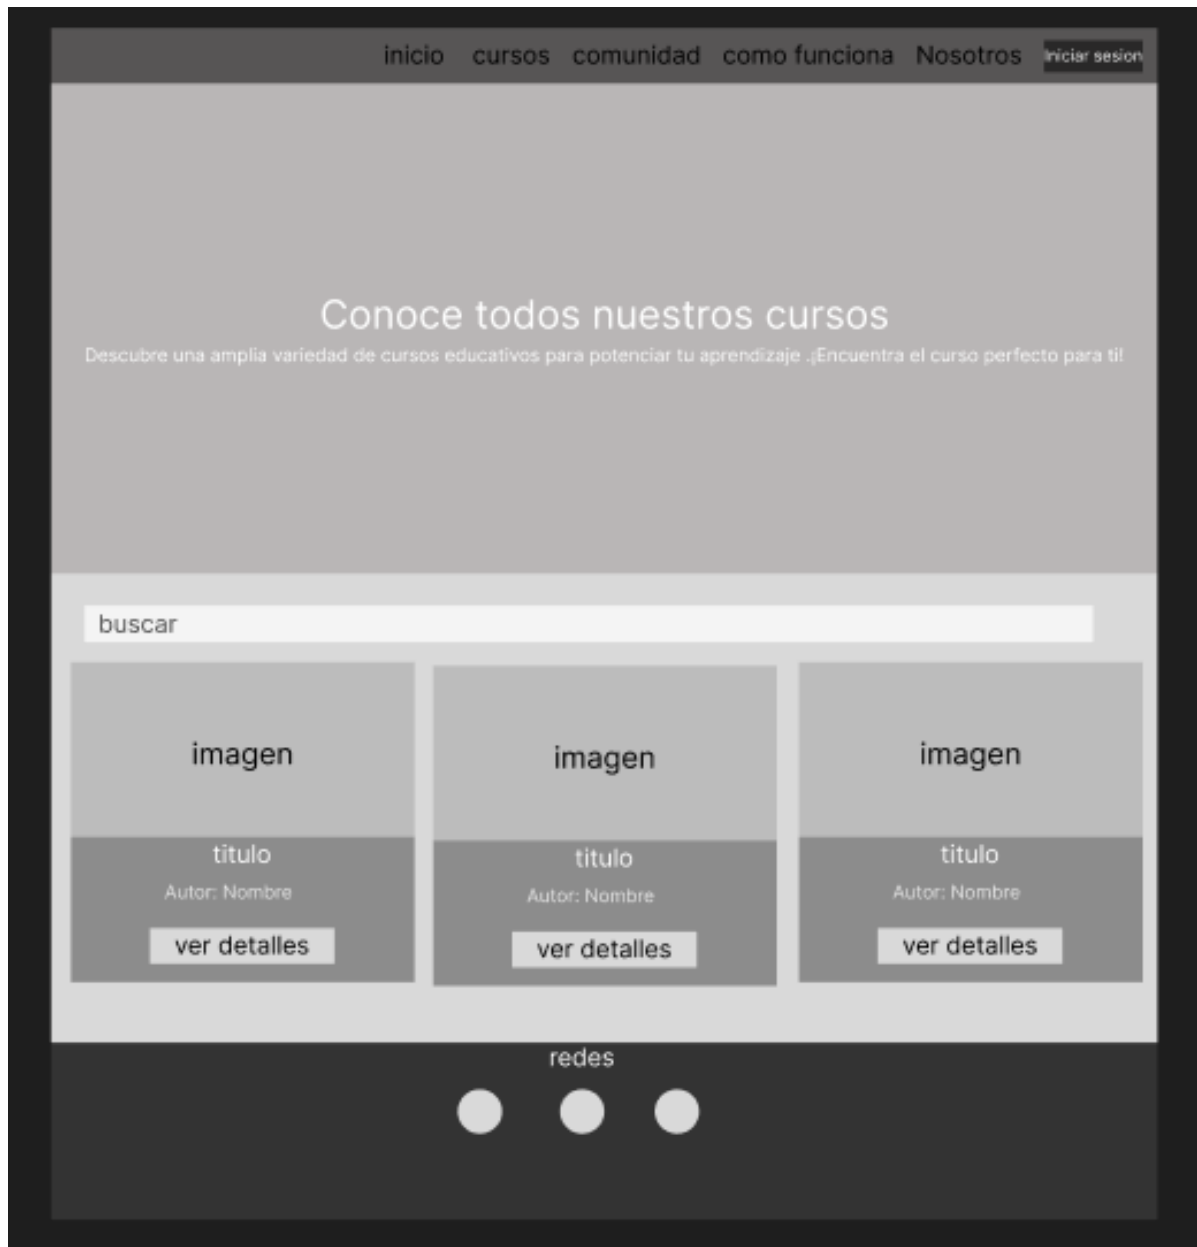 inicio cursos comunidad como funciona Nosotros Iniciar sesion
Conoce todos nuestros cursos
Descubre una amplia variedad de cursos educativos para potenciar tu aprendizaje .¡Encuentra el curso perfecto para ti!
buscar
imagen imagen imagen
titulo titulo titulo
Autor: Nombre Autor: Nombre Autor: Nombre
ver detalles ver detalles ver detalles
redes